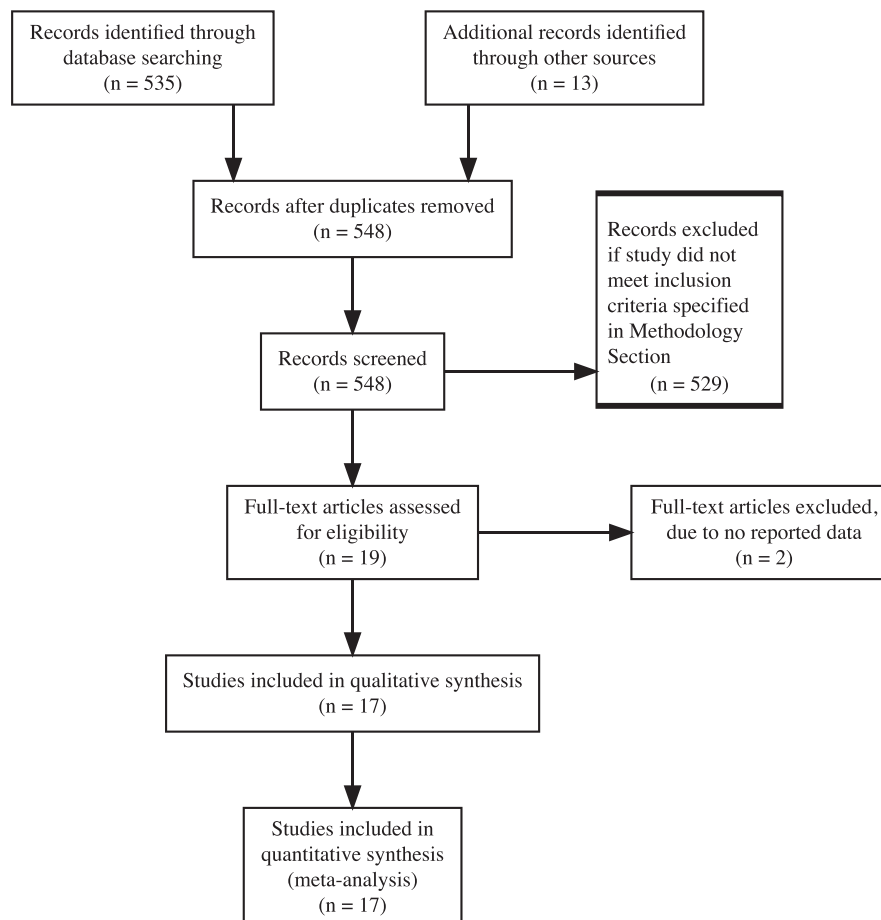 Records identified through
database searching
(n = 535)
Additional records identified
through other sources
(n = 13)
Records after duplicates removed
(n = 548)
Records excluded
if study did not
meet inclusion
criteria specified
in Methodology
Section
(n = 529)
Records screened
(n = 548)
Full-text articles assessed
for eligibility
(n = 19)
Full-text articles excluded,
due to no reported data
(n = 2)
Studies included in qualitative synthesis
(n = 17)
Studies included in
quantitative synthesis
(meta-analysis)
(n = 17)